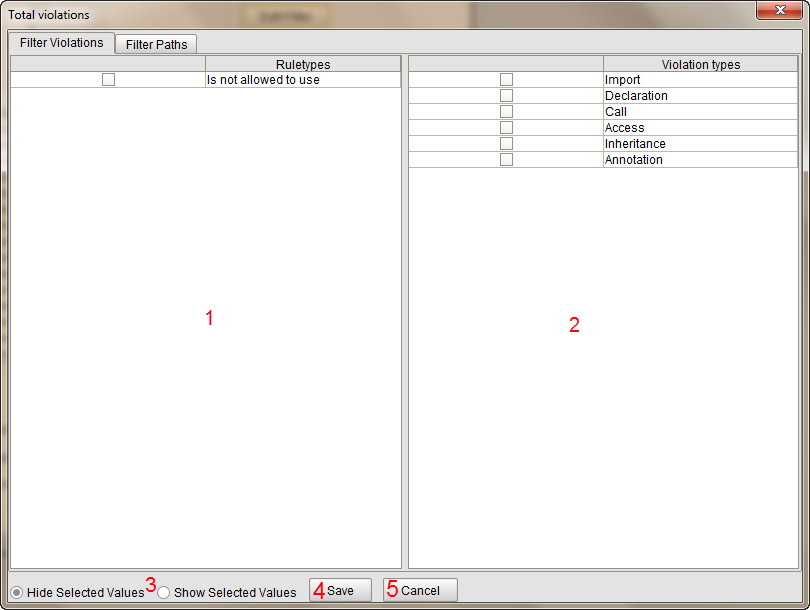 Total violations
Filter Violations Filter Paths
Ruletypes Violation types
Is not allowed to use Import
Declaration
Call
Access
Inheritance
Annotation
1 2
Hide Selected Values 3 Show Selected Values 4 Save 5 Cancel